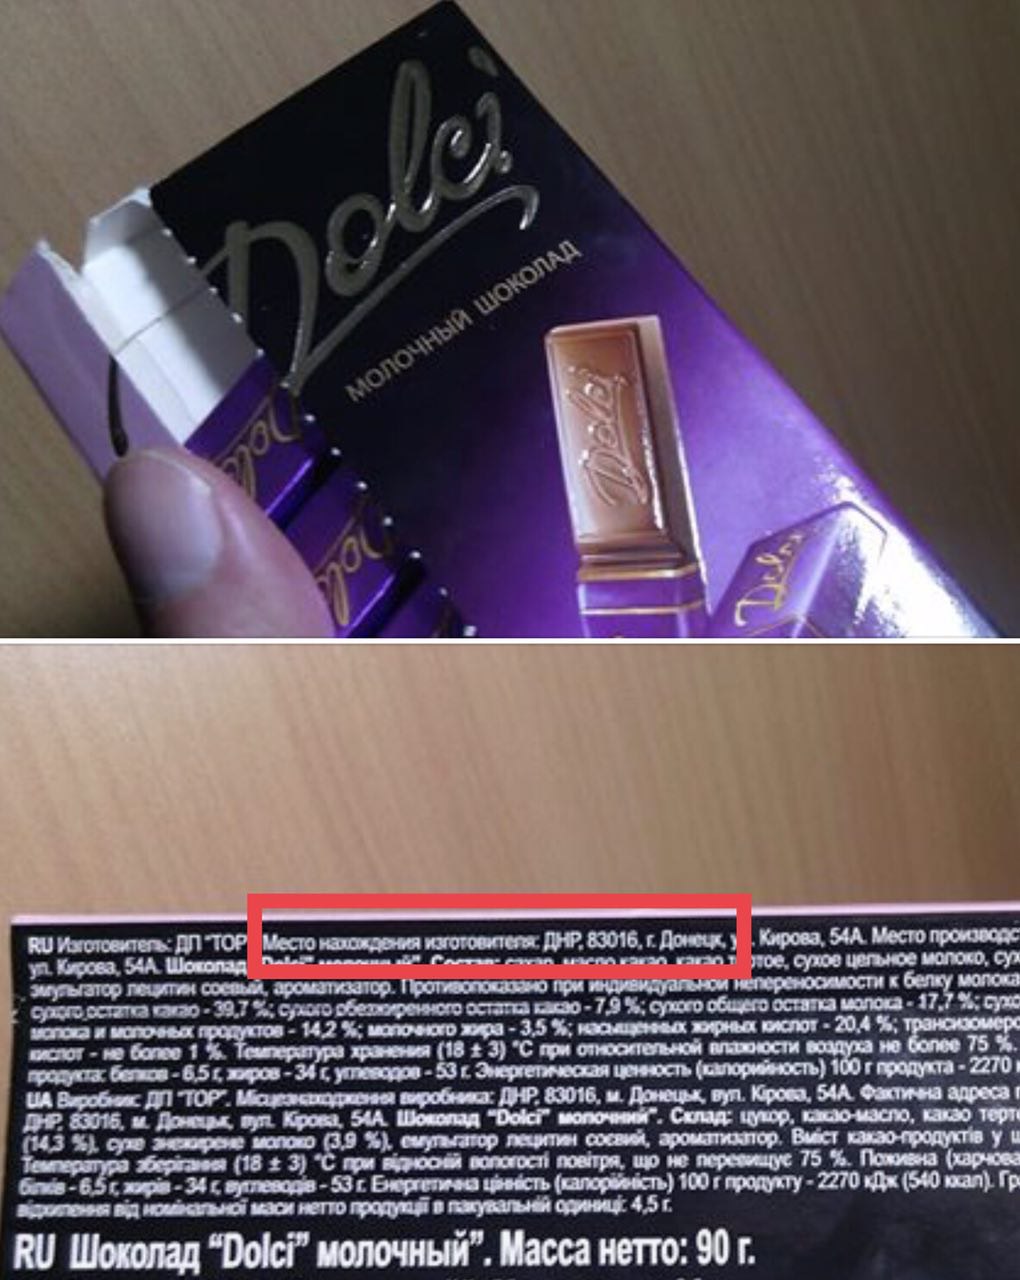 Dolci
МОЛОЧНЫЙ ШОКОЛАД
Dolci
Dolci
Dolci
RU Изготовитель: ДП "ТОР" Место нахождения изготовителя: ДНР, 83016, г. Донецк, Кирова, 54А. Место производст
ул. Кирова, 54А. Шоколад "Dolci" молочный". Состав: сахар, масло какао, какао сухое цельное молоко, сух
эмульгатор лецитин соевый, ароматизатор. Противопоказано при индивидуальной непереносимости к белку молока
сухого остатка какао - 39,7 %; сухого обезжиренного остатка какао - 7,9 %; сухого общего остатка молока - 17,7 %; сухо
молока и молочных продуктов - 14,2 %; молочного жира - 3,5 %; насыщенных жирных кислот - 20,4 %; трансизомеро
кислот - не более 1 %. Температура хранения (18 ± 3) °С при относительной влажности воздуха не более 75 %.
продукта: белков - 6,5 г, жиров - 34 г, углеводов - 53 г. Энергетическая ценность (калорийность) 100 г продукта - 2270
UA Виробник: ДП "ТОР". Місцезнаходження виробника: ДНР, 83016, м. Донецьк, вул. Кірова, 54А. Фактична адреса
ДНР, 83016, м. Донецьк, вул. Кірова, 54А. Шоколад "Dolci" молочний". Склад: цукор, какао-масло, какао терте
(14,3 %), сухе знежирене молоко (3,9 %), емульгатор лецитин соєвий, ароматизатор. Вміст какао-продуктів у
Температура зберігання (18 ± 3) °С при відносній вологості повітря, що не перевищує 75 %. Поживна (харчова
білків - 6,5 г, жирів - 34 г, вуглеводів - 53 г. Енергетична цінність (калорійність) 100 г продукту - 2270 кДж (540 ккал). Гр
відхилення від номінальної маси нетто продукції в пакувальній одиниці: 4,5 г.
RU Шоколад "Dolci" молочный". Масса нетто: 90 г.